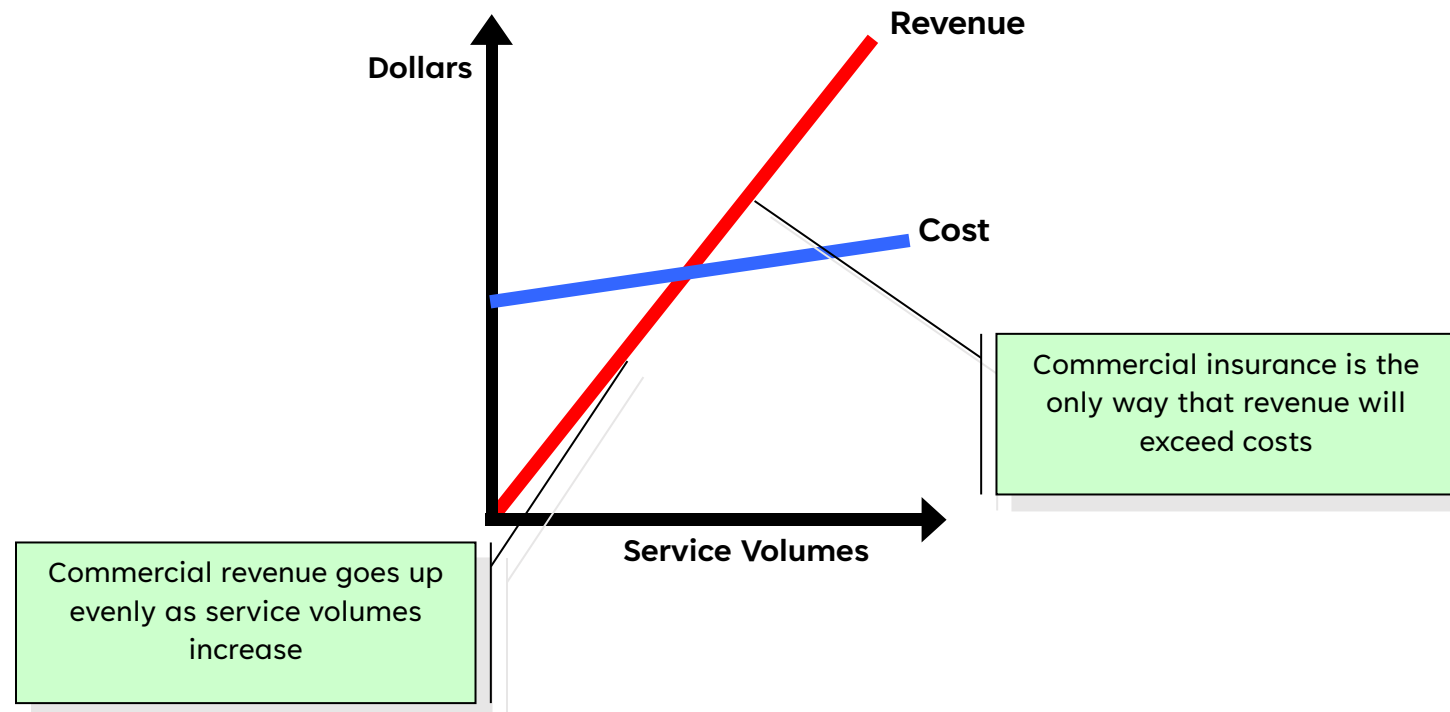 Revenue
Dollars
Cost
Commercial insurance is the
only way that revenue will
exceed costs
Service Volumes
Commercial revenue goes up
evenly as service volumes
increase